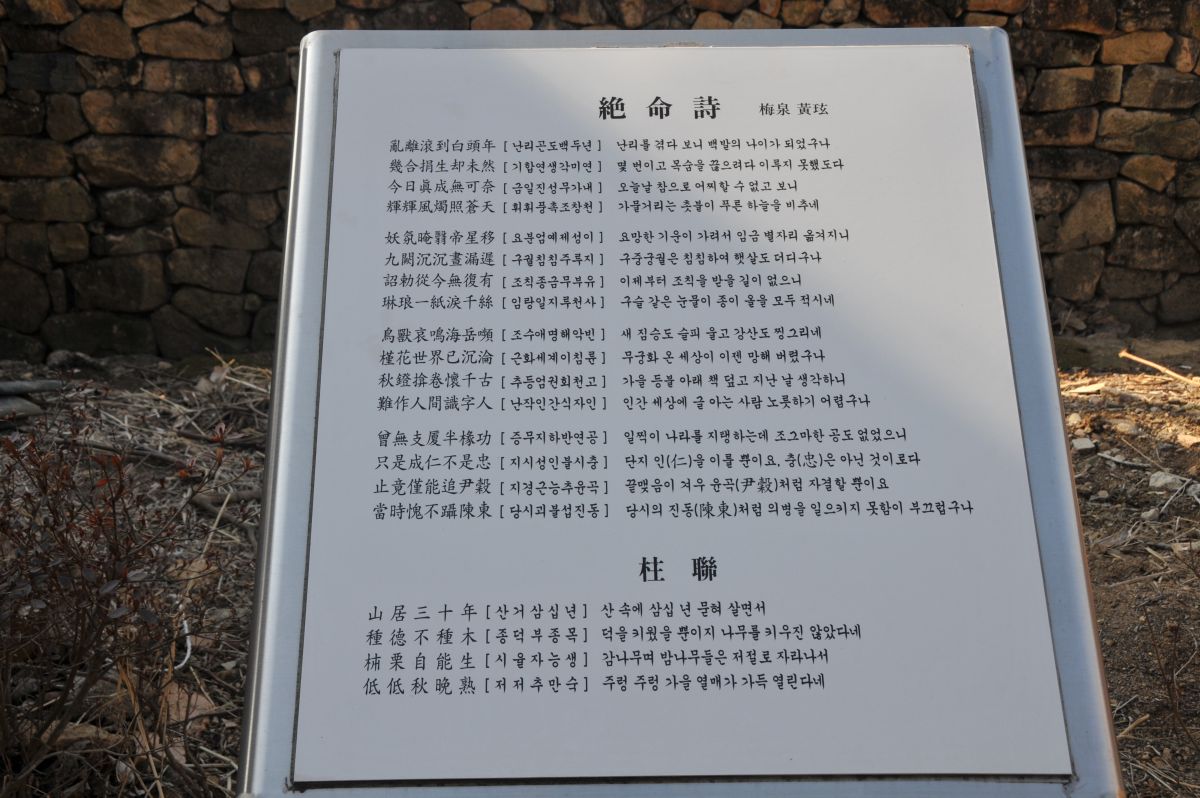 絶命詩 梅泉 黃玹
亂離滾到白頭年 [난리곤도백두년] 난리를 겪다 보니 백발의 나이가 되었구나
幾合捐生却未然 [기합연생각미연] 몇 번이고 목숨을 끊으려다 이루지 못했도다
今日眞成無可奈 [금일진성무가내] 오늘날 참으로 어찌할 수 없고 보니
輝輝風燭照蒼天 [휘휘풍촉조창천] 가물거리는 촛불이 푸른 하늘을 비추네
妖氛晻翳帝星移 [요분엄예제성이] 요망한 기운이 가려서 임금 별자리 옮겨지니
九闕沉沉晝漏遲 [구궐침침주루지] 구중궁궐은 침침하여 햇살도 더디구나
詔勅從今無復有 [조칙종금무부유] 이제부터 조칙을 받을 길이 없으니
琳琅一紙淚千絲 [임랑일지루천사] 구슬 같은 눈물이 종이 올을 모두 적시네
鳥獸哀鳴海岳嚬 [조수애명해악빈] 새 짐승도 슬피 울고 강산도 찡그리네
槿花世界已沉淪 [근화세계이침륜] 무궁화 온 세상이 이젠 망해 버렸구나
秋鐙揜卷懷千古 [추등엄권회천고] 가을 등불 아래 책 덮고 지난 날 생각하니
難作人間識字人 [난작인간식자인] 인간 세상에 글 아는 사람 노릇하기 어렵구나
曾無支厦半椽功 [증무지하반연공] 일찍이 나라를 지탱하는데 조그마한 공도 없었으니
只是成仁不是忠 [지시성인불시충] 단지 인(仁)을 이룰 뿐이요, 충(忠)은 아닌 것이로다
止竟僅能追尹穀 [지경근능추윤곡] 끝맺음이 겨우 윤곡(尹穀)처럼 자결할 뿐이요
當時愧不躡陳東 [당시괴불섭진동] 당시의 진동(陳東)처럼 의병을 일으키지 못함이 부끄럽구나
柱聯
山居三十年 [산거삼십년] 산 속에 삼십 년 묻혀 살면서
種德不種木 [종덕부종목] 덕을 키웠을 뿐이지 나무를 키우진 않았다네
柿栗自能生 [시율자능생] 감나무며 밤나무들은 저절로 자라나서
低低秋晩熟 [저저추만숙] 주렁 주렁 가을 열매가 가득 열린다네